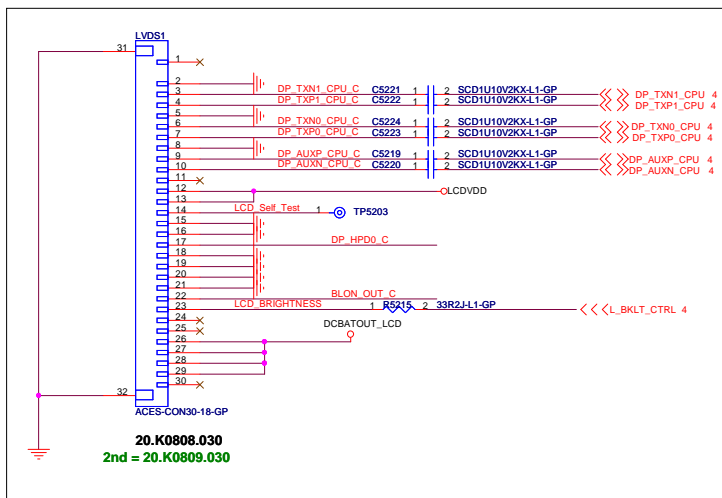 LVDS1
31
1
2
3 DP_TXN1_CPU_C C5221 1 2 SCD1U10V2KX-L1-GP DP_TXN1_CPU 4
4 DP_TXP1_CPU_C C5222 1 2 SCD1U10V2KX-L1-GP DP_TXP1_CPU 4
5
6 DP_TXN0_CPU_C C5224 1 2 SCD1U10V2KX-L1-GP DP_TXN0_CPU 4
7 DP_TXP0_CPU_C C5223 1 2 SCD1U10V2KX-L1-GP DP_TXP0_CPU 4
8
9 DP_AUXP_CPU_C C5219 1 2 SCD1U10V2KX-L1-GP DP_AUXP_CPU 4
10 DP_AUXN_CPU_C C5220 1 2 SCD1U10V2KX-L1-GP DP_AUXN_CPU 4
11
12 LCDVDD
13
14 LCD_Self_Test 1 TP5203
15
16
17 DP_HPD0_C
18
19
20
21
22 BLON_OUT_C
23 LCD_BRIGHTNESS 1 R5215 2 33R2J-L1-GP L_BKLT_CTRL 4
24
25 DCBATOUT_LCD
26
27
28
29
30
32
ACES-CON30-18-GP
20.K0808.030
2nd = 20.K0809.030